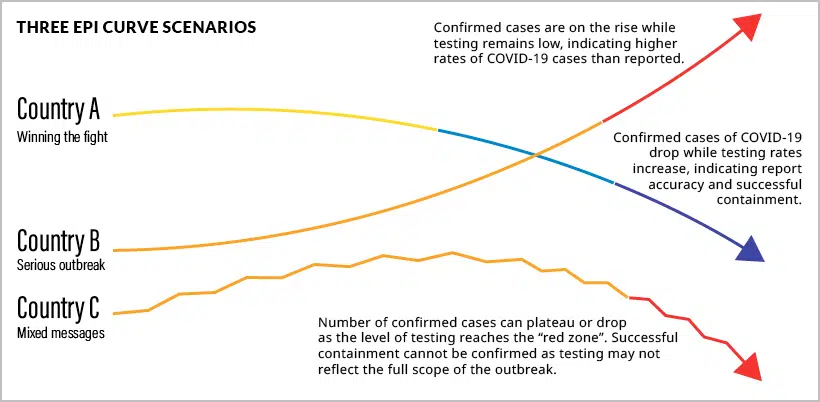 THREE EPI CURVE SCENARIOS
Confirmed cases are on the rise while
testing remains low, indicating higher
rates of COVID-19 cases than reported.
Country A
Winning the fight
Confirmed cases of COVID-19
drop while testing rates
increase, indicating report
accuracy and successful
containment.
Country B
Serious outbreak
Country C
Mixed messages
Number of confirmed cases can plateau or drop
as the level of testing reaches the “red zone”. Successful
containment cannot be confirmed as testing may not
reflect the full scope of the outbreak.